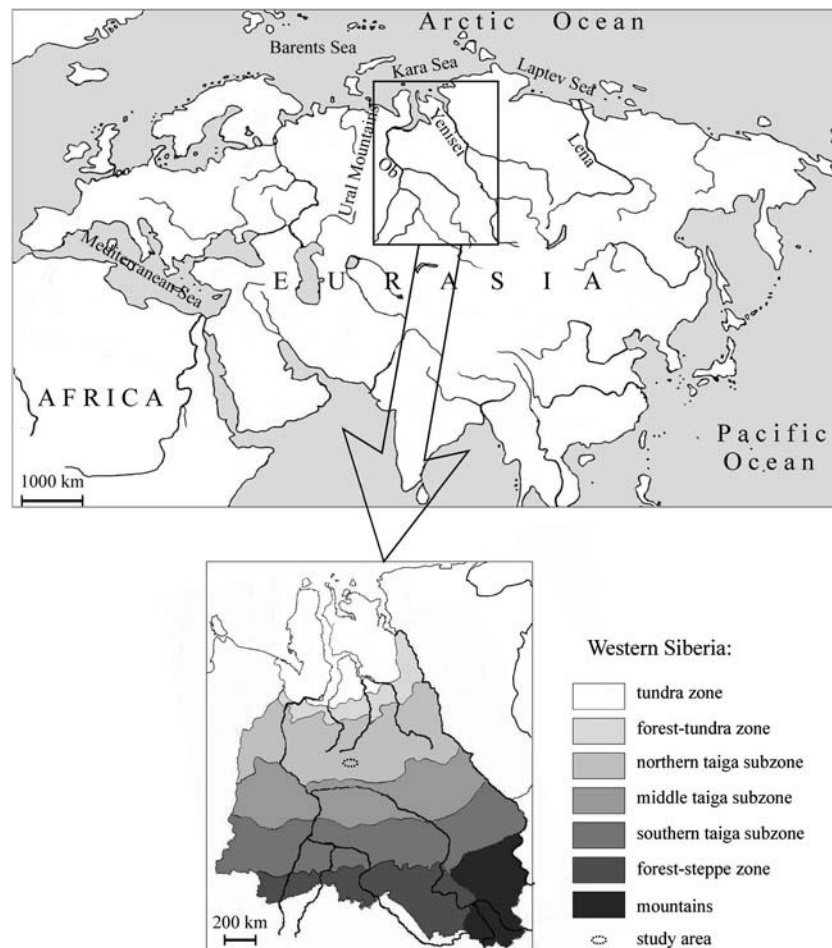 Arctic Ocean
Barents Sea
Kara Sea
Laptev Sea
Ural Mountains
Ob
Yenisei
Lena
Mediterranean Sea
EURASIA
AFRICA
Pacific
Ocean
1000 km
Western Siberia:
tundra zone
forest-tundra zone
northern taiga subzone
middle taiga subzone
southern taiga subzone
forest-steppe zone
mountains
study area
200 km